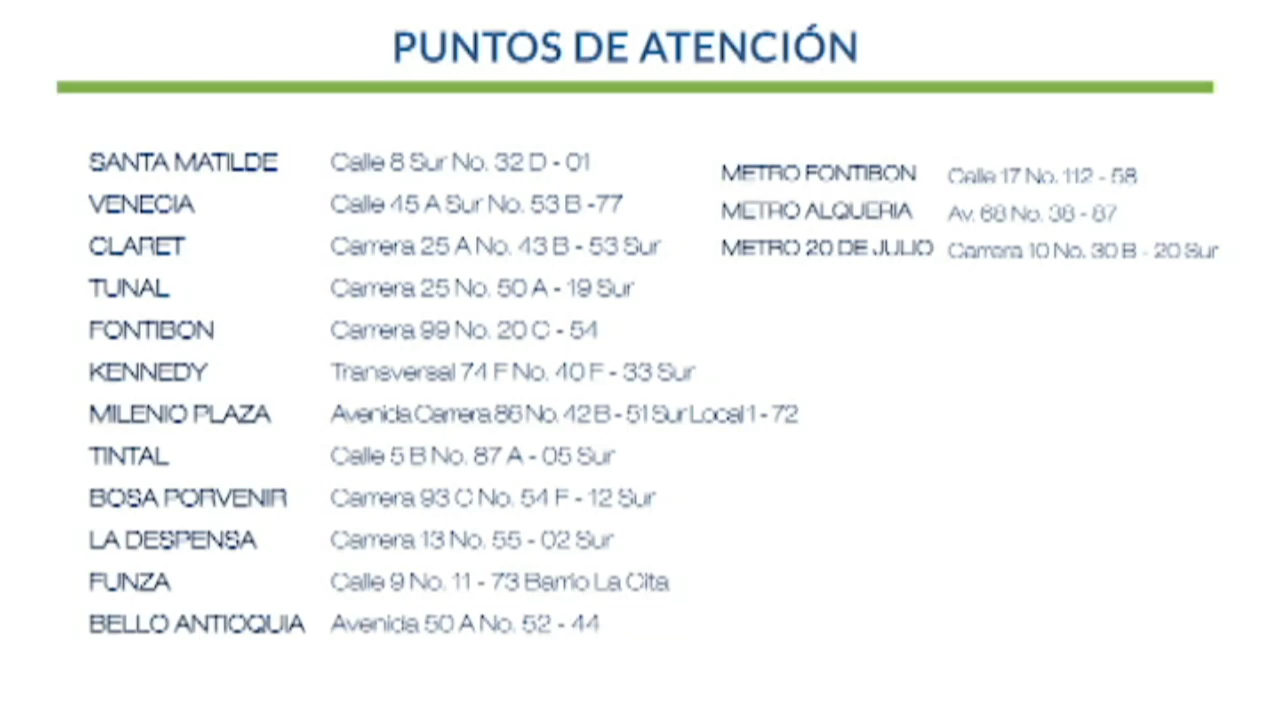 PUNTOS DE ATENCIÓN
SANTA MATILDE Calle 8 Sur No. 32 D - 01
VENECIA Calle 45 A Sur No. 53 B -77
CLARET Carrera 25 A No. 43 B - 53 Sur
TUNAL Carrera 25 No. 50 A - 19 Sur
FONTIBON Carrera 99 No. 20 C - 54
KENNEDY Transversal 74 F No. 40 F - 33 Sur
MILENIO PLAZA Avenida Carrera 86 No. 42 B - 51 Sur Local 1 - 72
TINTAL Calle 5 B No. 87 A - 05 Sur
BOSA PORVENIR Carrera 93 C No. 54 F - 12 Sur
LA DESPENSA Carrera 13 No. 55 - 02 Sur
FUNZA Calle 9 No. 11 - 73 Barrio La Cita
BELLO ANTIOQUIA Avenida 50 A No. 52 - 44
METRO FONTIBON Calle 17 No. 112 - 58
METRO ALQUERIA Av. 68 No. 38 - 87
METRO 20 DE JULIO Carrera 10 No. 30 B - 20 Sur